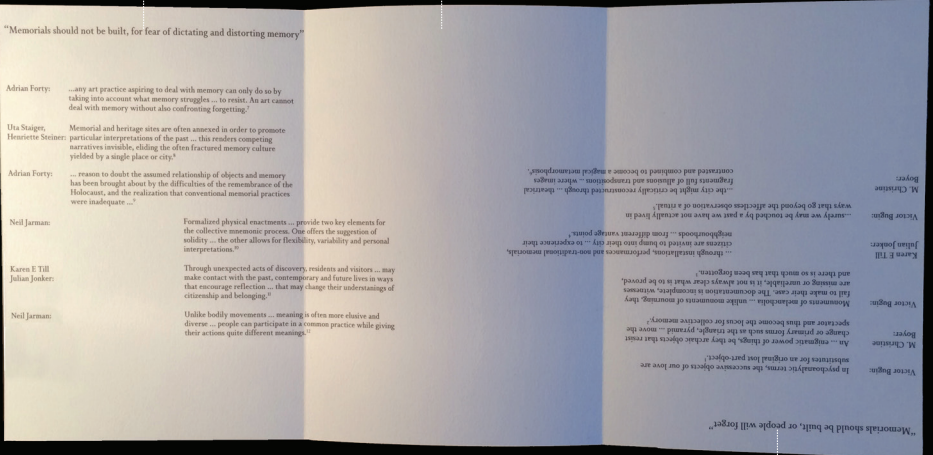 “Memorials should not be built, for fear of dictating and distorting memory”
Adrian Forty: ...any art practice aspiring to deal with memory can only do so by
taking into account what memory struggles ... to resist. An art cannot
deal with memory without also confronting forgetting.⁷
Uta Staiger, Memorial and heritage sites are often annexed in order to promote
Henriette Steiner: particular interpretations of the past ... this renders competing
narratives invisible, eliding the often fractured memory culture
yielded by a single place or city.⁸
Adrian Forty: ... reason to doubt the assumed relationship of objects and memory
has been brought about by the difficulties of the remembrance of the
Holocaust, and the realization that conventional memorial practices
were inadequate ...⁹
Neil Jarman: Formalized physical enactments ... provide two key elements for
the collective mnemonic process. One offers the suggestion of
solidity ... the other allows for flexibility, variability and personal
interpretations.¹⁰
Karen E Till Through unexpected acts of discovery, residents and visitors ... may
Julian Jonker: make contact with the past, contemporary and future lives in ways
that encourage reflection ... that may change their understanings of
citizenship and belonging.¹¹
Neil Jarman: Unlike bodily movements ... meaning is often more elusive and
diverse ... people can participate in a common practice while giving
their actions quite different meanings.¹²
“Memorials should be built, or people will forget”
Victor Bugin: In psychoanalytic terms, the successive objects of our love are
substitutes for an original lost part-object.¹
M. Christine An ... enigmatic power of things, be they archaic objects that resist
Boyer: change or primary forms such as the triangle, pyramid ... move the
spectator and thus become the locus for collective memory.²
Victor Bugin: Monuments of melancholia ... unlike monuments of mourning, they
fail to make their case. The documentation is incomplete, witnesses
are missing or unreliable, it is not always clear what is to be proved,
and there is so much that has been forgotten.³
Karen E Till ... through installation, performances and non-traditional memorials,
Julian Jonker: citizens are invited to bump into their city ... to experience their
neighbourhoods ... from different vantage points.⁴
Victor Bugin: ...surely we may be touched by a past we have not actually lived in
ways that go beyond the affectless observation of a ritual.⁵
M. Christine ...the city might be critically reconstructed through ... theatrical
Boyer: fragments full of allusions and transpositions ... where images
contrasted and combined to become a magical metamorphosis⁶.